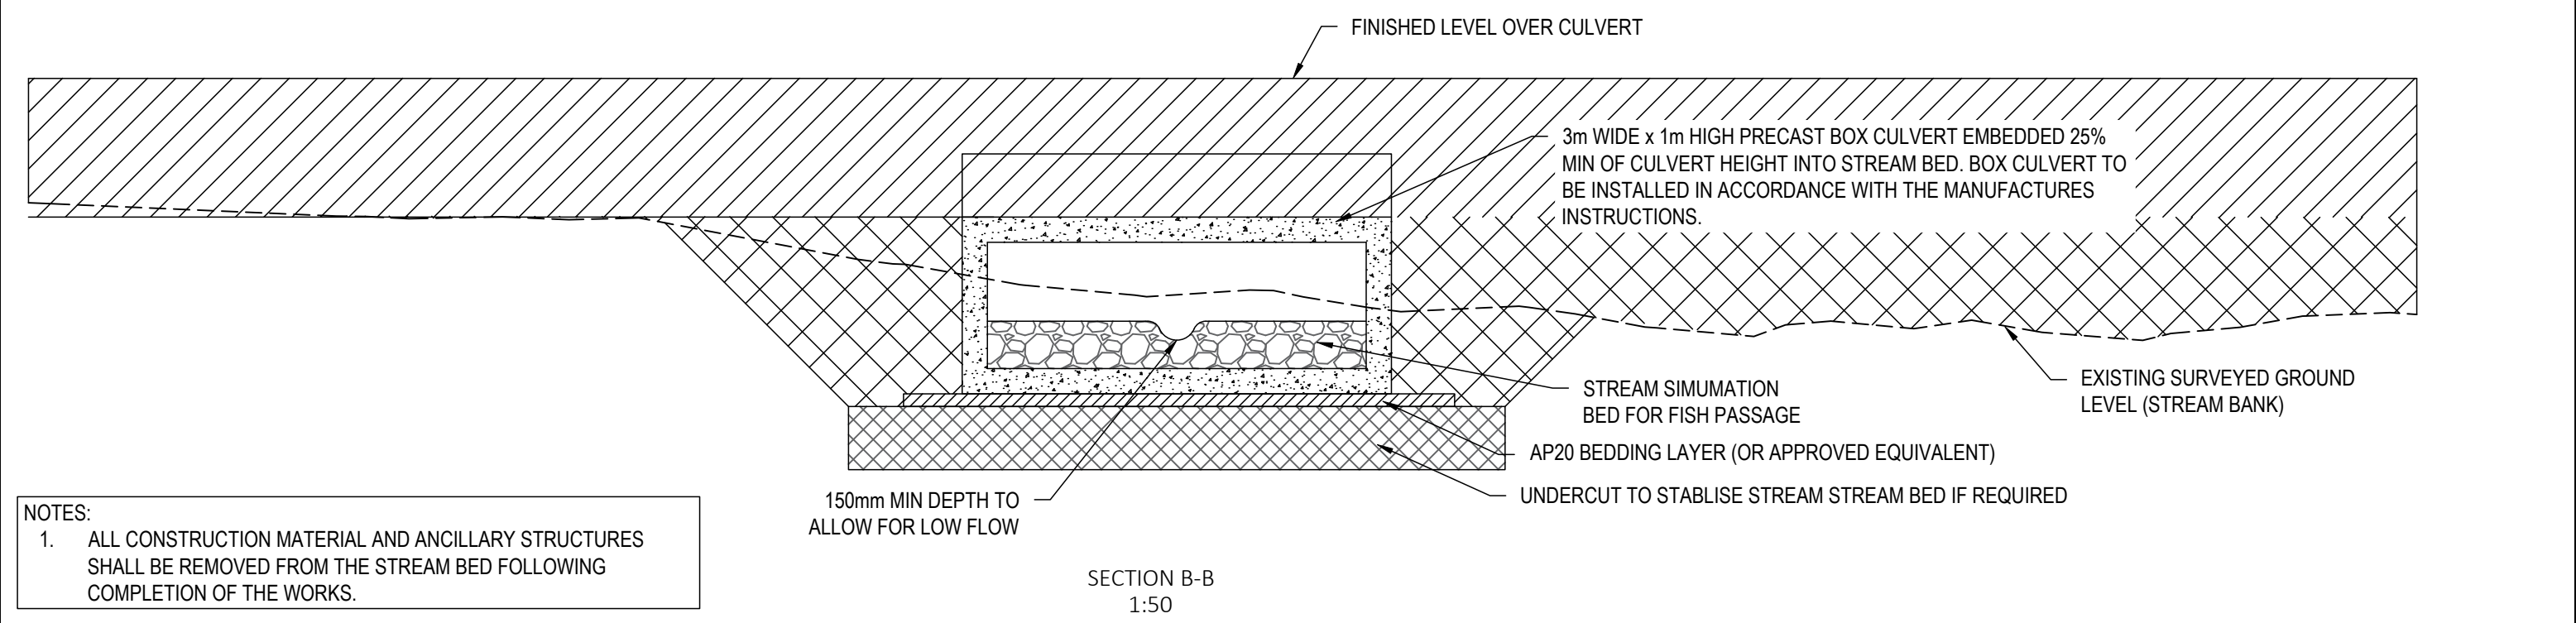 FINISHED LEVEL OVER CULVERT
3m WIDE x 1m HIGH PRECAST BOX CULVERT EMBEDDED 25%
MIN OF CULVERT HEIGHT INTO STREAM BED. BOX CULVERT TO
BE INSTALLED IN ACCORDANCE WITH THE MANUFACTURES
INSTRUCTIONS.
STREAM SIMUMATION
BED FOR FISH PASSAGE
EXISTING SURVEYED GROUND
LEVEL (STREAM BANK)
AP20 BEDDING LAYER (OR APPROVED EQUIVALENT)
UNDERCUT TO STABLISE STREAM STREAM BED IF REQUIRED
150mm MIN DEPTH TO
ALLOW FOR LOW FLOW
NOTES:
1. ALL CONSTRUCTION MATERIAL AND ANCILLARY STRUCTURES
SHALL BE REMOVED FROM THE STREAM BED FOLLOWING
COMPLETION OF THE WORKS.
SECTION B-B
1:50